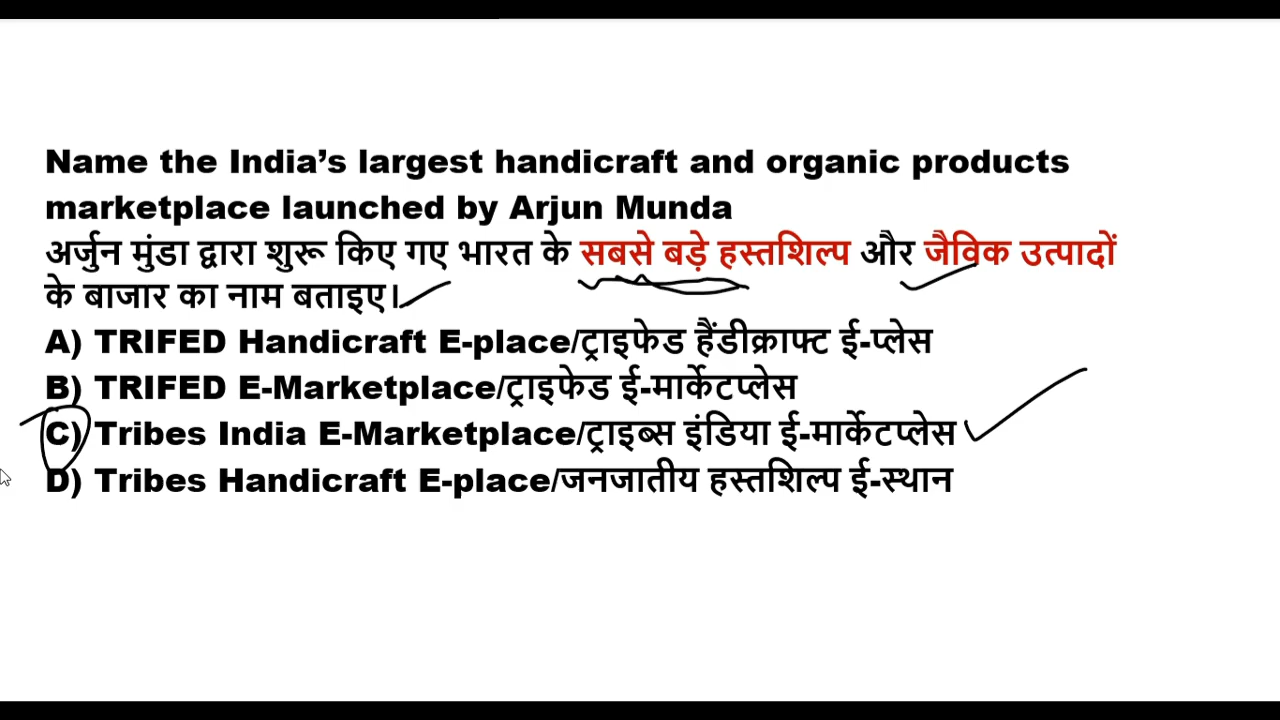 Name the India’s largest handicraft and organic products
marketplace launched by Arjun Munda
अर्जुन मुंडा द्वारा शुरू किए गए भारत के सबसे बड़े हस्तशिल्प और जैविक उत्पादों
के बाजार का नाम बताइए।
A) TRIFED Handicraft E-place/ट्राइफेड हैंडीक्राफ्ट ई-प्लेस
B) TRIFED E-Marketplace/ट्राइफेड ई-मार्केटप्लेस
C) Tribes India E-Marketplace/ट्राइब्स इंडिया ई-मार्केटप्लेस
D) Tribes Handicraft E-place/जनजातीय हस्तशिल्प ई-स्थान